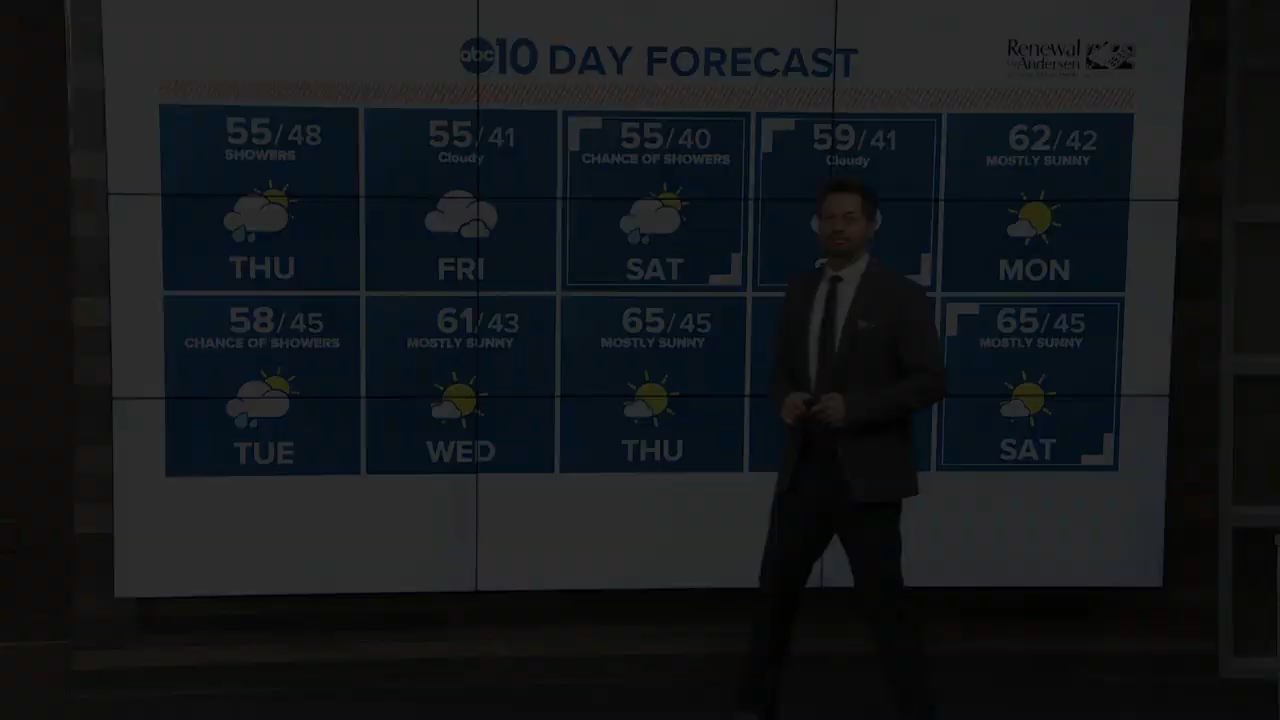 abc10 DAY FORECAST
Renewal
by Andersen
55/48
SHOWERS
THU
55/41
Cloudy
FRI
55/40
CHANCE OF SHOWERS
SAT
59/41
Cloudy
62/42
MOSTLY SUNNY
MON
58/45
CHANCE OF SHOWERS
TUE
61/43
MOSTLY SUNNY
WED
65/45
MOSTLY SUNNY
THU
65/45
MOSTLY SUNNY
SAT